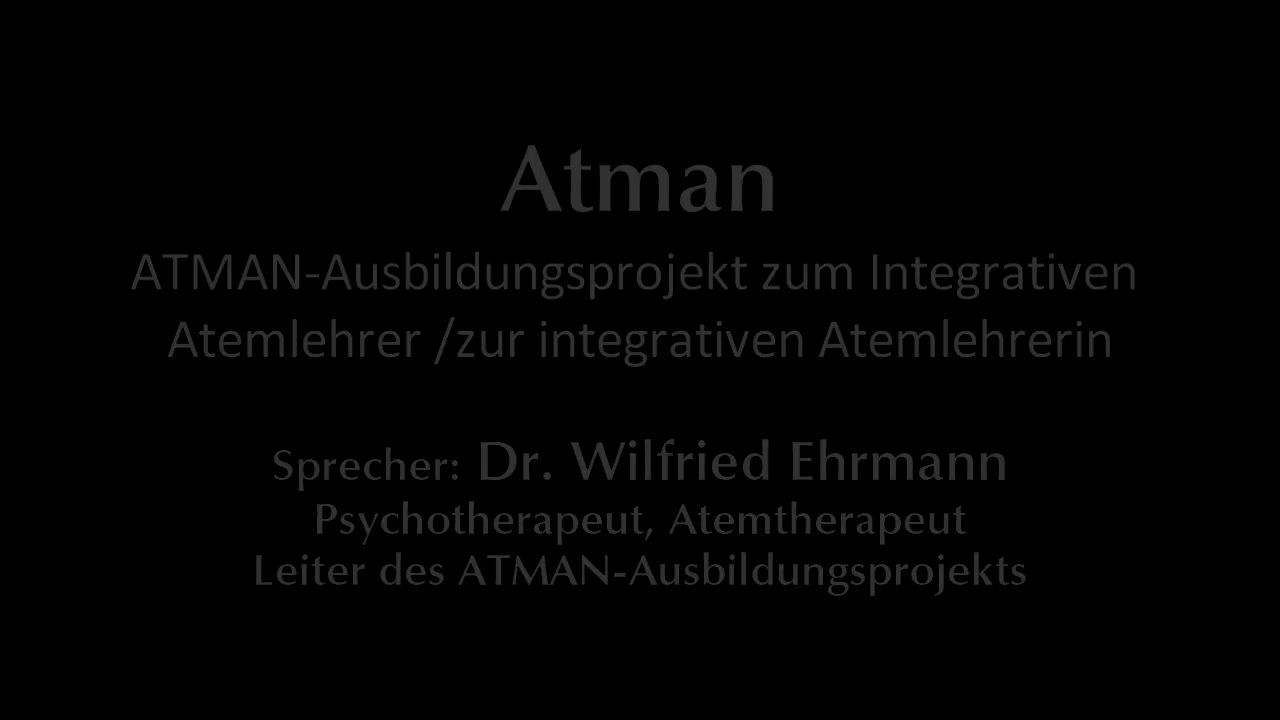 Atman
ATMAN-Ausbildungsprojekt zum Integrativen
Atemlehrer /zur integrativen Atemlehrerin
Sprecher: Dr. Wilfried Ehrmann
Psychotherapeut, Atemtherapeut
Leiter des ATMAN-Ausbildungsprojekts